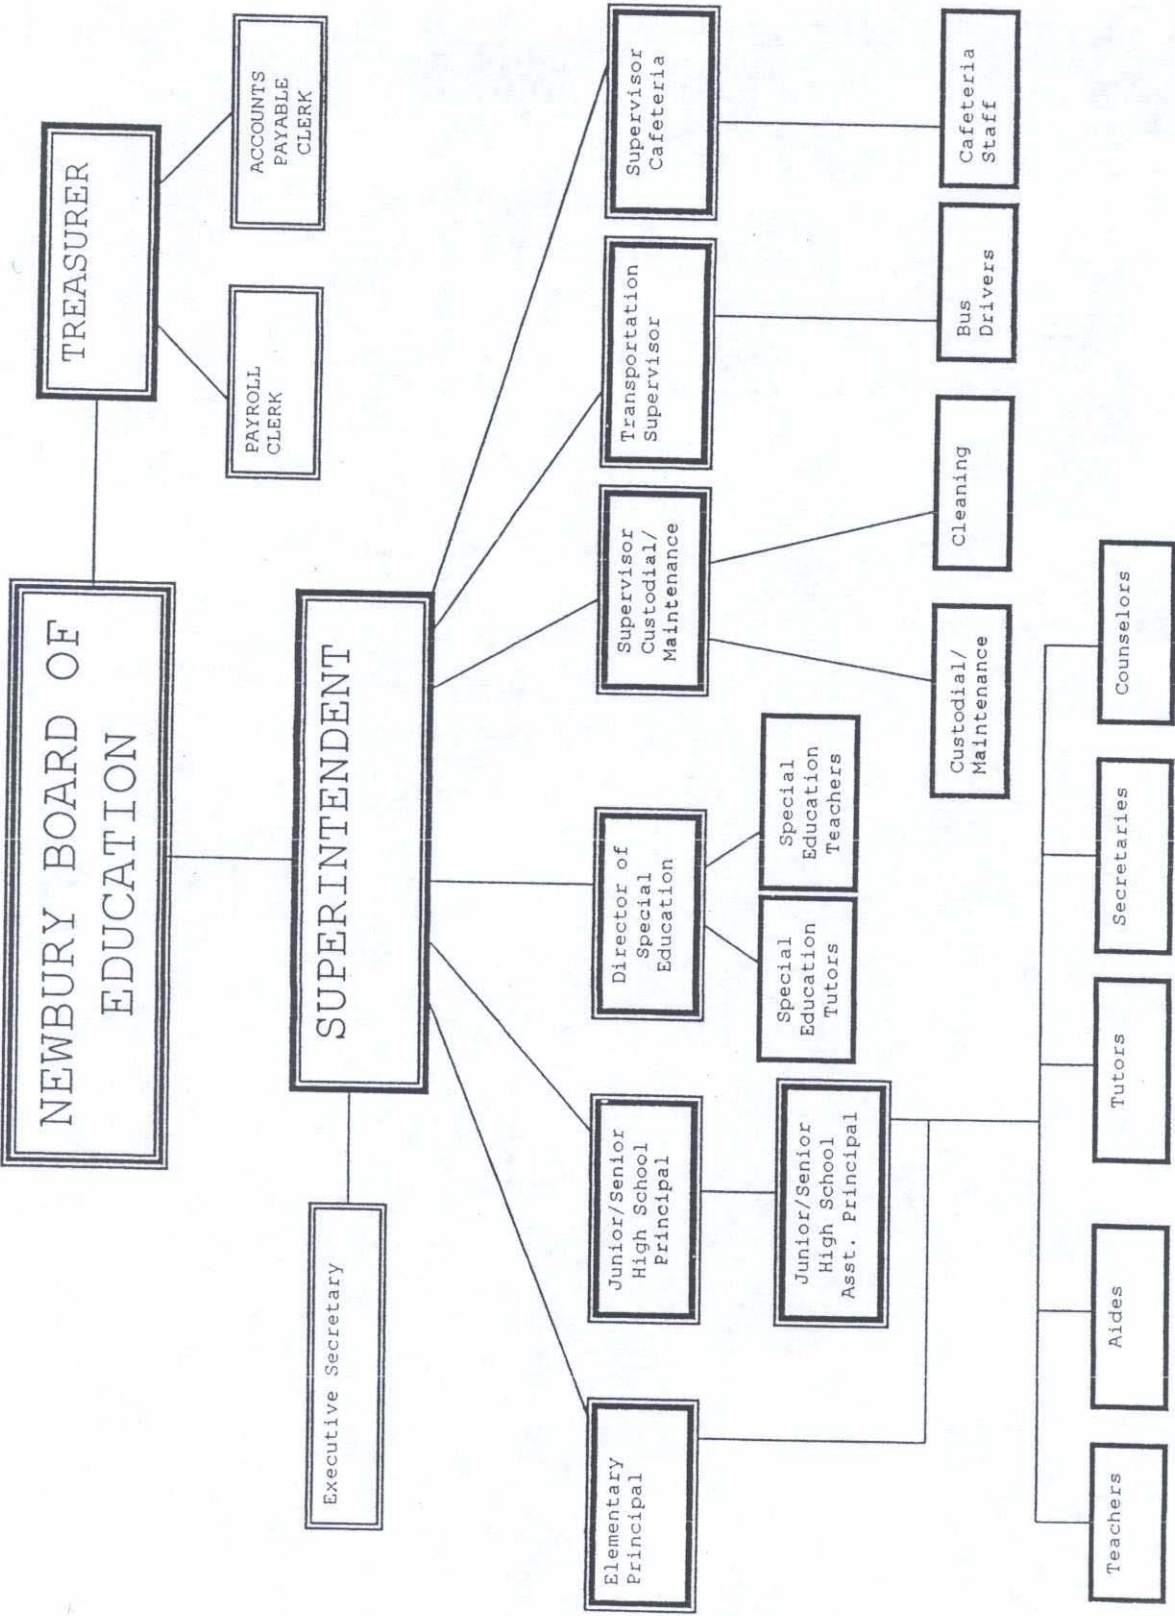 NEWBURY BOARD OF
EDUCATION
TREASURER
PAYROLL
CLERK
ACCOUNTS
PAYABLE
CLERK
SUPERINTENDENT
Executive Secretary
Elementary
Principal
Junior/Senior
High School
Principal
Director of
Special
Education
Supervisor
Custodial/
Maintenance
Transportation
Supervisor
Supervisor
Cafeteria
Junior/Senior
High School
Asst. Principal
Special
Education
Tutors
Special
Education
Teachers
Custodial/
Maintenance
Cleaning
Bus
Drivers
Cafeteria
Staff
Teachers
Aides
Tutors
Secretaries
Counselors